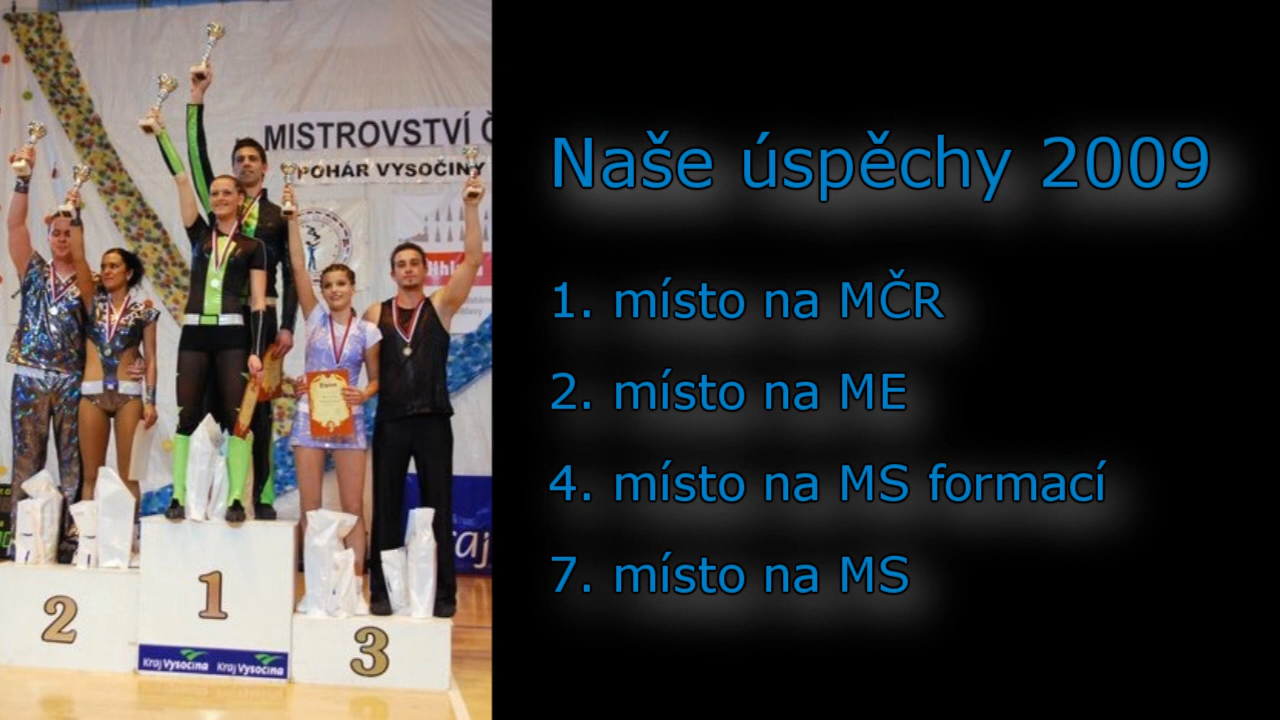 MISTROVSTVÍ Č
POHÁR VYSOČINY
Naše úspěchy 2009
1. místo na MČR
2. místo na ME
4. místo na MS formací
7. místo na MS
Kraj
2
1
3
Kraj Vysočina Kraj Vysočina